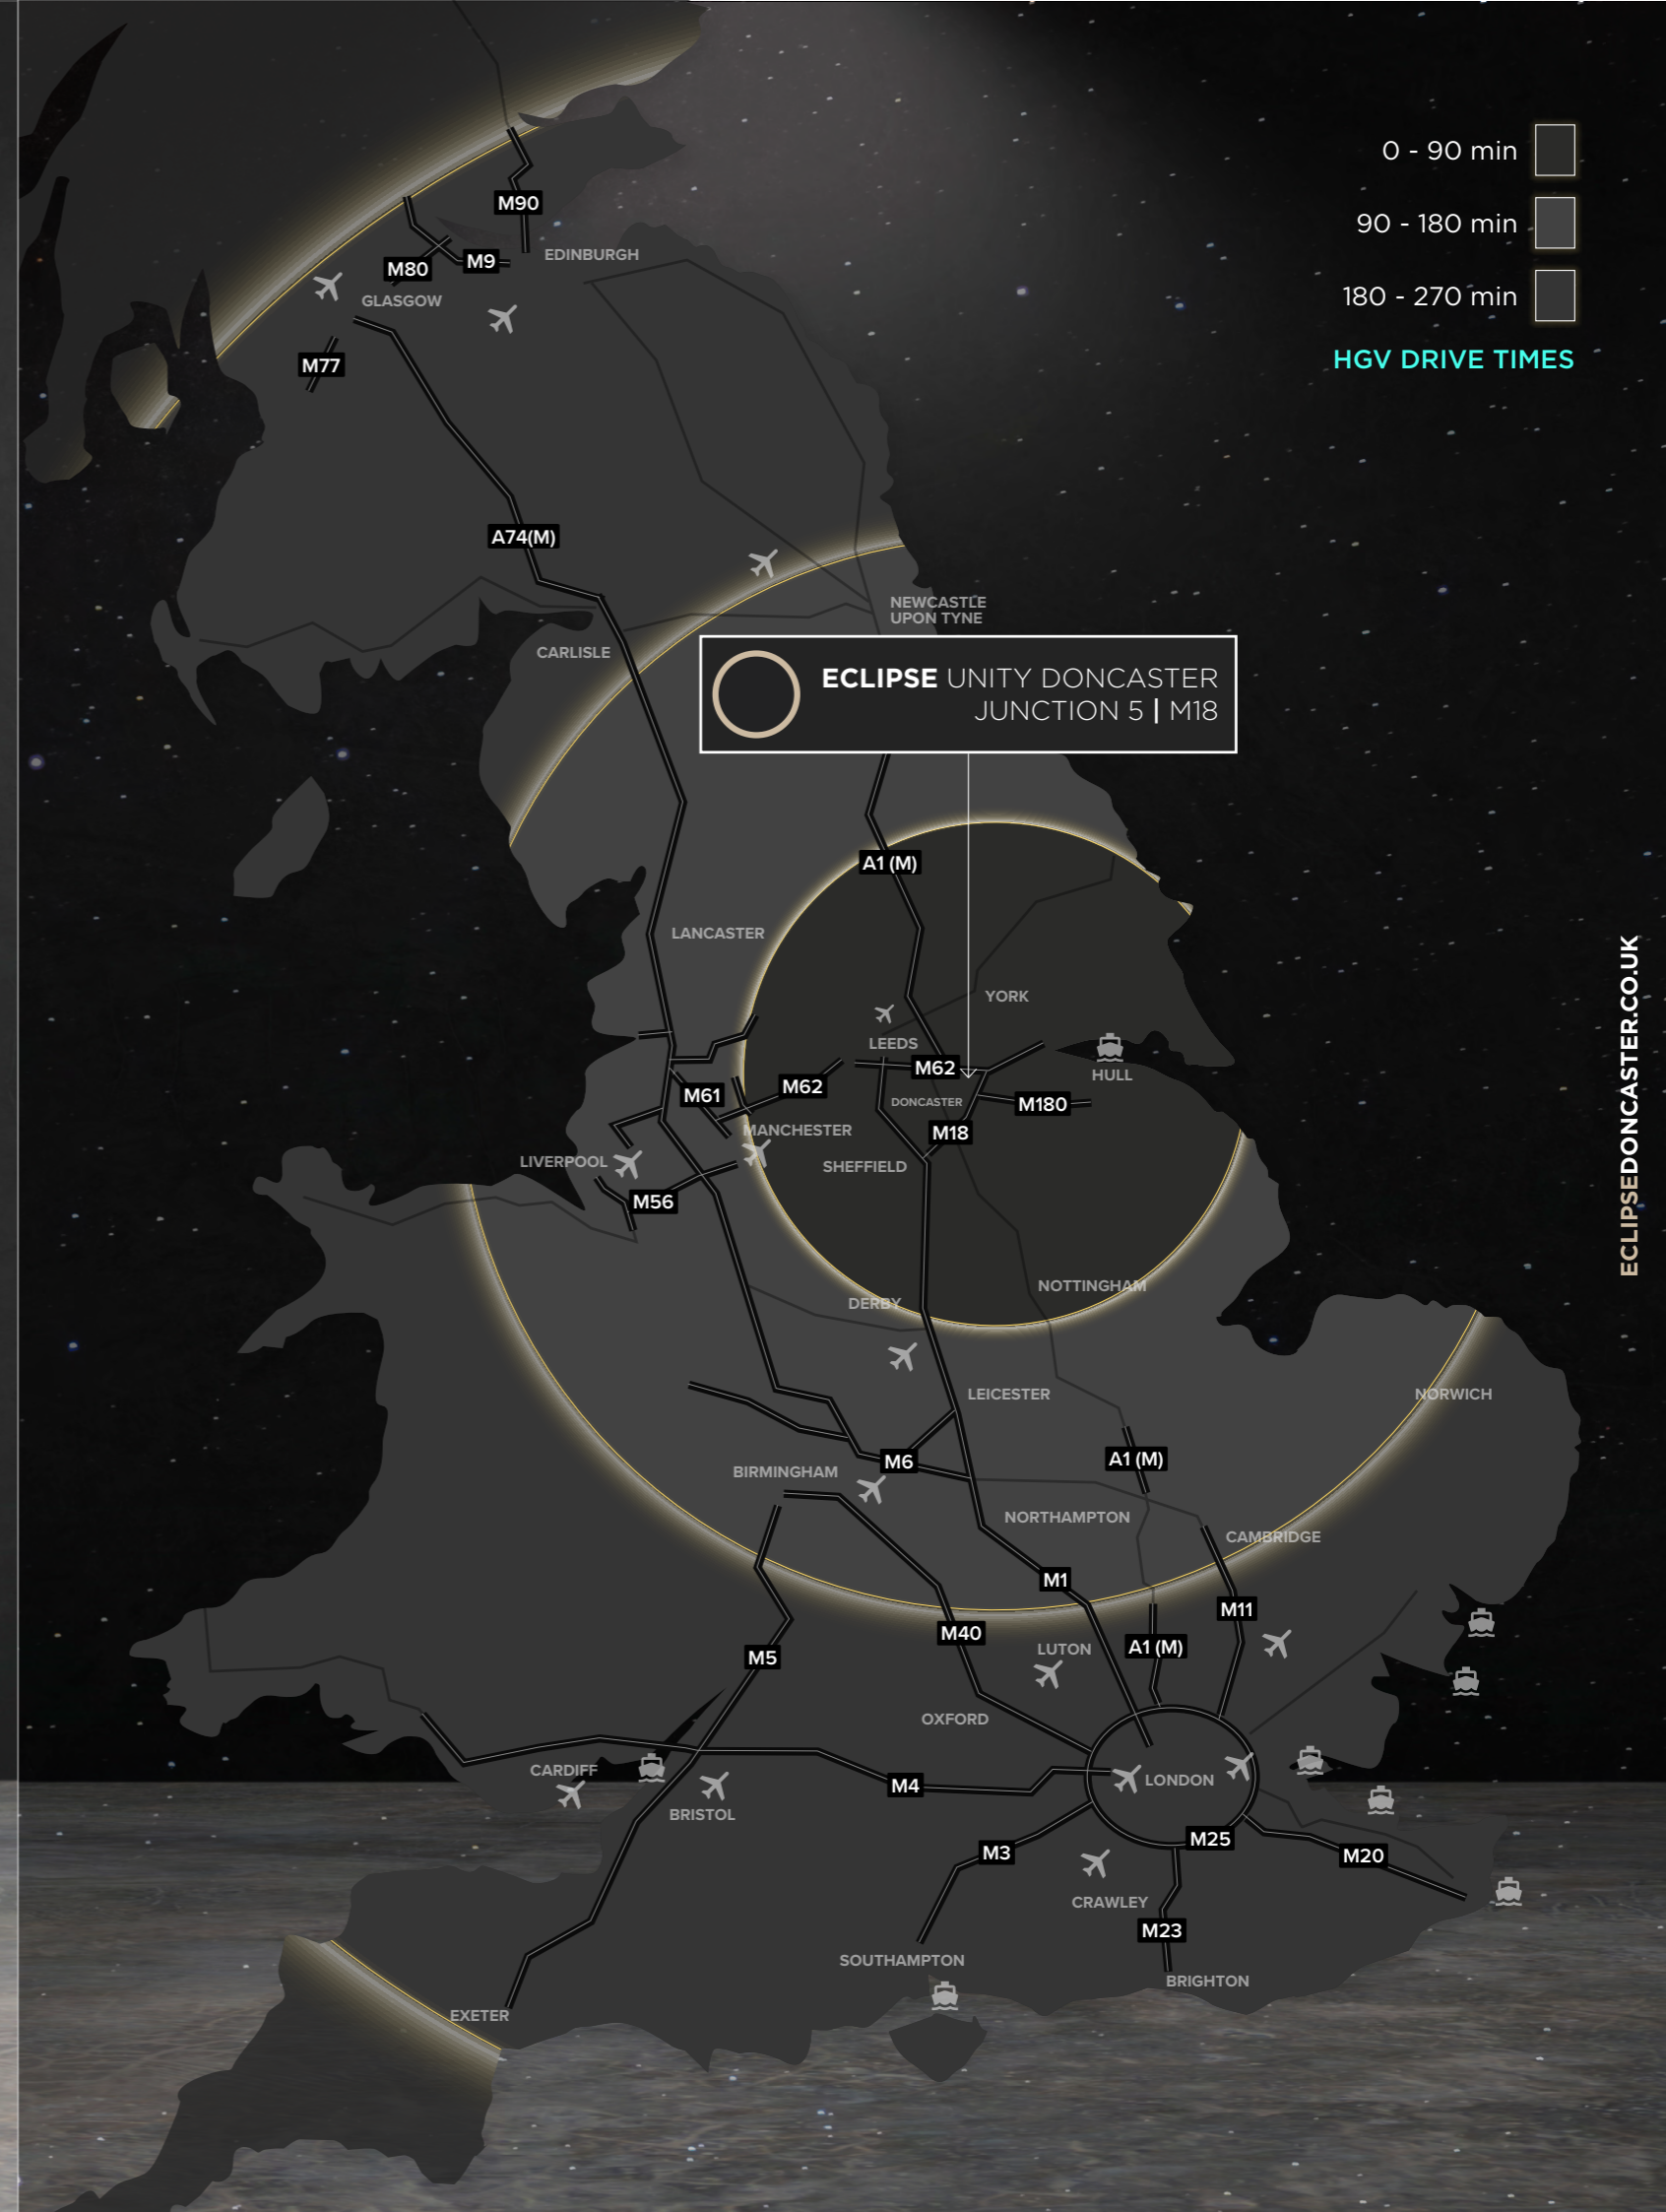 0 - 90 min
90 - 180 min
180 - 270 min
HGV DRIVE TIMES
M90
EDINBURGH
M9
M80
GLASGOW
M77
A74(M)
NEWCASTLE
UPON TYNE
CARLISLE
ECLIPSE UNITY DONCASTER
JUNCTION 5 | M18
A1 (M)
LANCASTER
YORK
LEEDS
M62
HULL
M62
M61
DONCASTER
M180
MANCHESTER
M18
LIVERPOOL
SHEFFIELD
M56
NOTTINGHAM
DERBY
LEICESTER
NORWICH
A1 (M)
M6
BIRMINGHAM
NORTHAMPTON
CAMBRIDGE
M1
M11
M40
A1 (M)
LUTON
M5
OXFORD
CARDIFF
M4
LONDON
BRISTOL
M25
M3
M20
CRAWLEY
M23
SOUTHAMPTON
BRIGHTON
EXETER
ECLIPSEDONCASTER.CO.UK